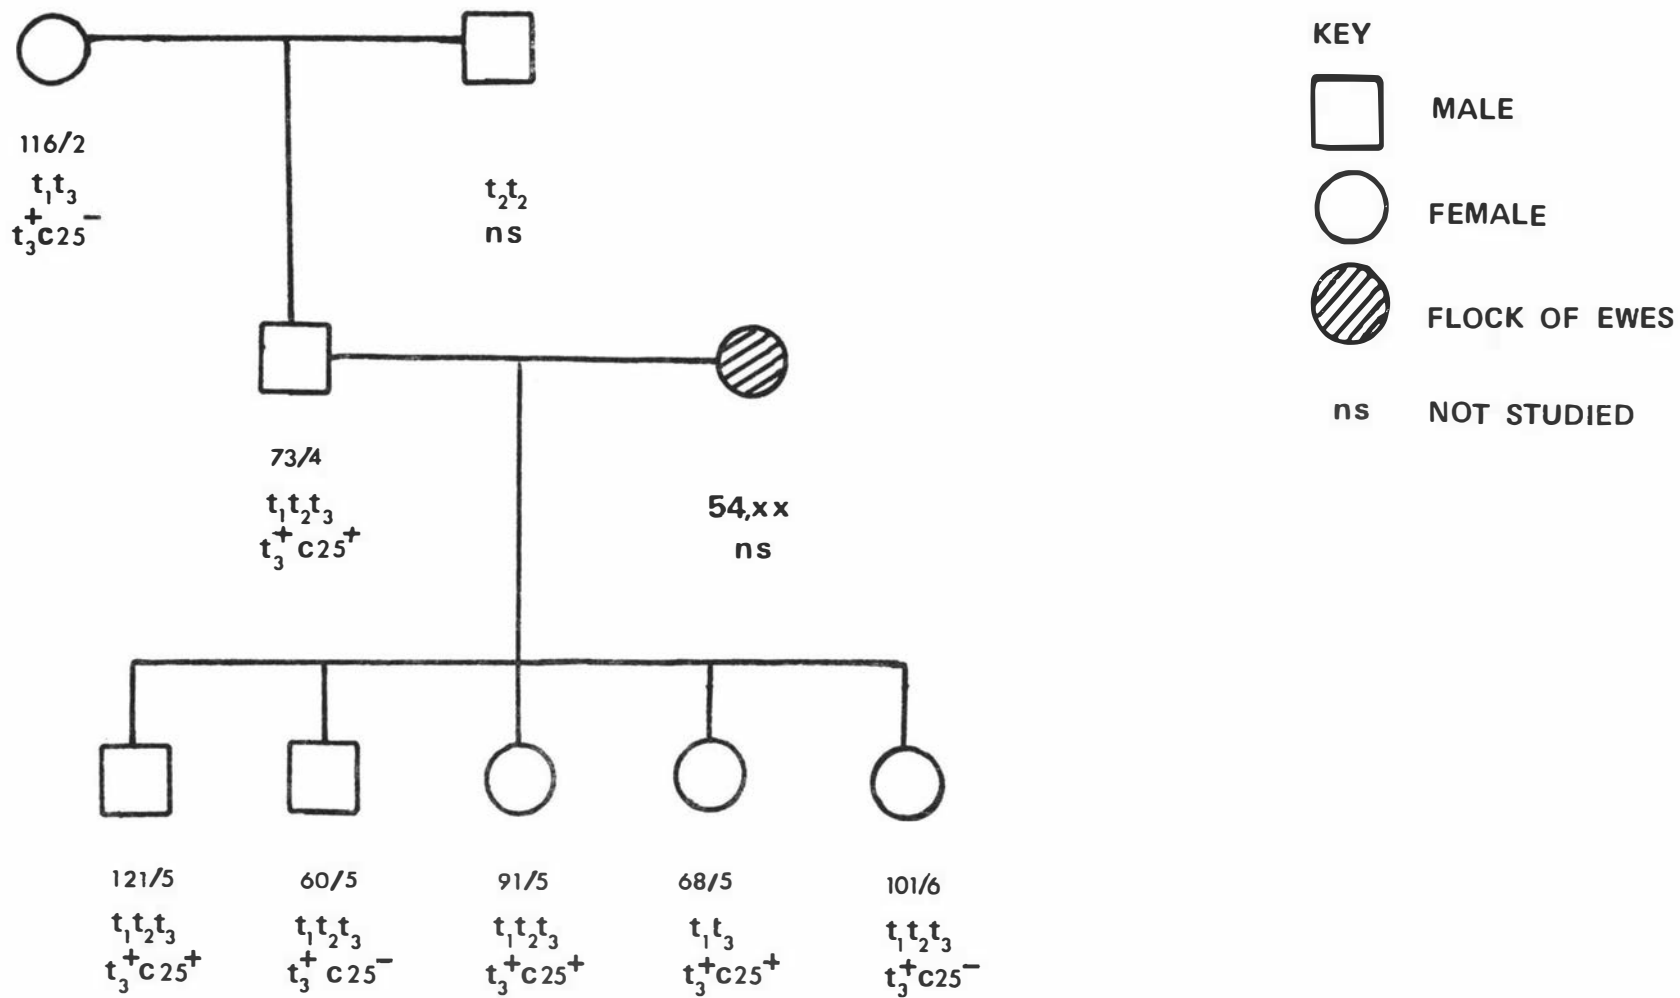 KEY
MALE
FEMALE
FLOCK OF EWES
ns NOT STUDIED
116/2
t₁t₃
t₃⁺c25⁻
t₂t₂
ns
73/4
t₁t₂t₃
t₃⁺c25⁺
54,xx
ns
121/5
t₁t₂t₃
t₃⁺c25⁺
60/5
t₁t₂t₃
t₃⁺c25⁻
91/5
t₁t₂t₃
t₃⁺c25⁺
68/5
t₁t₃
t₃⁺c25⁺
101/6
t₁t₂t₃
t₃⁺c25⁻